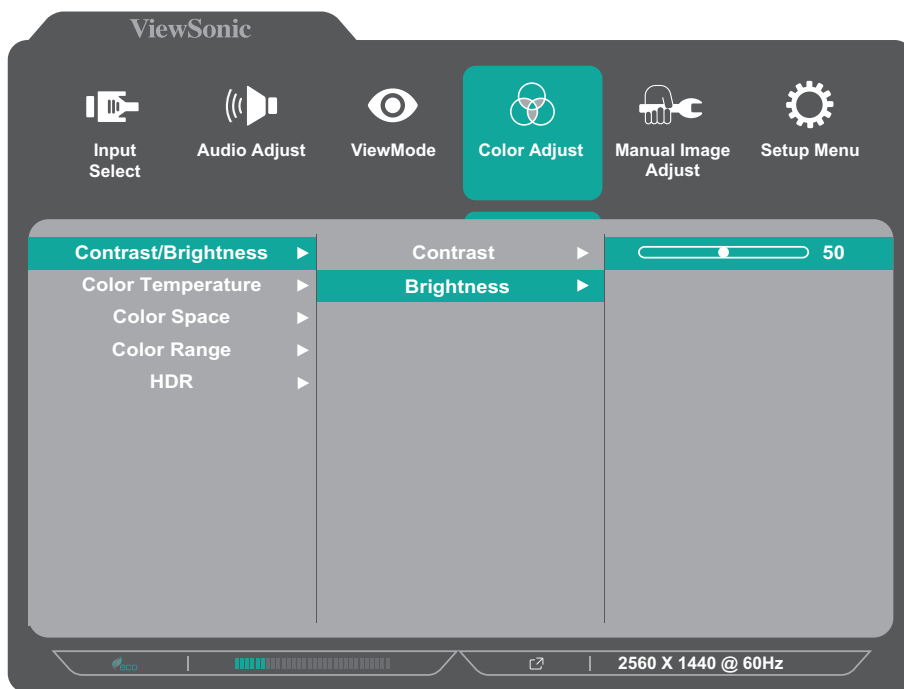 ViewSonic
Input
Select
Audio Adjust
ViewMode
Color Adjust
Manual Image
Adjust
Setup Menu
Contrast/Brightness
Color Temperature
Color Space
Color Range
HDR
Contrast
Brightness
50
eco
2560 X 1440 @ 60Hz